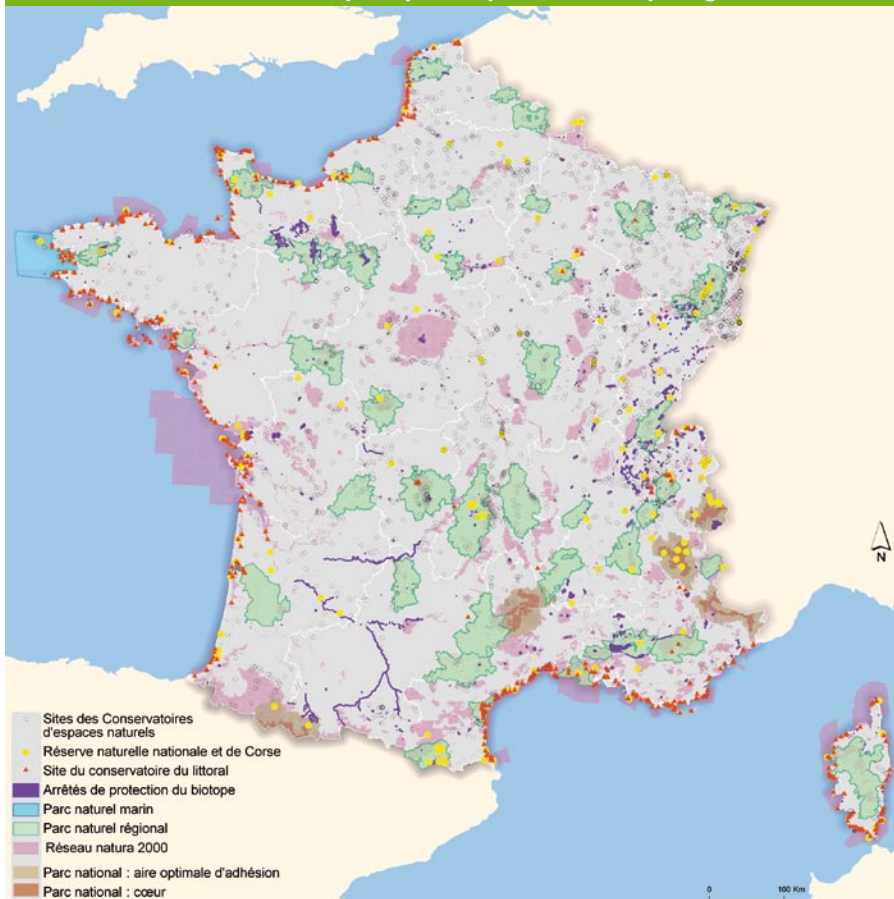 N
Sites des Conservatoires
d'espaces naturels
Réserve naturelle nationale et de Corse
Site du conservatoire du littoral
Arrêtés de protection du biotope
Parc naturel marin
Parc naturel régional
Réseau natura 2000
Parc national : aire optimale d'adhésion
Parc national : cœur
0 100 Km